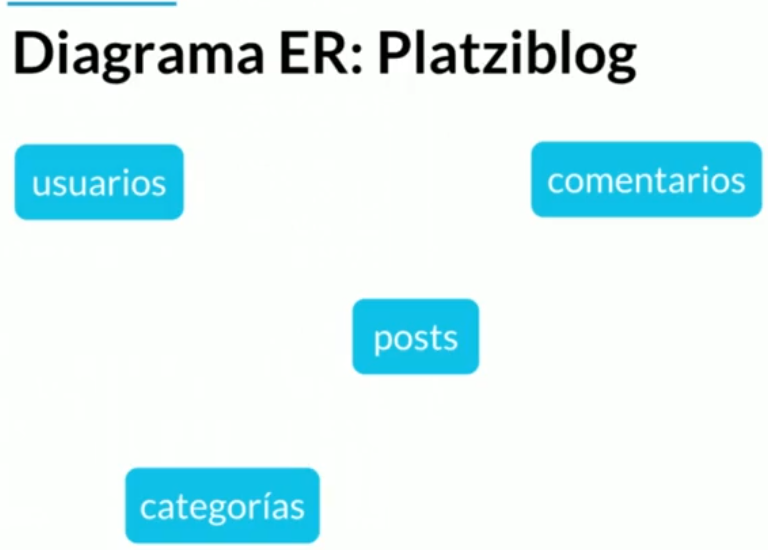 Diagrama ER: Platziblog
usuarios
comentarios
posts
categorías